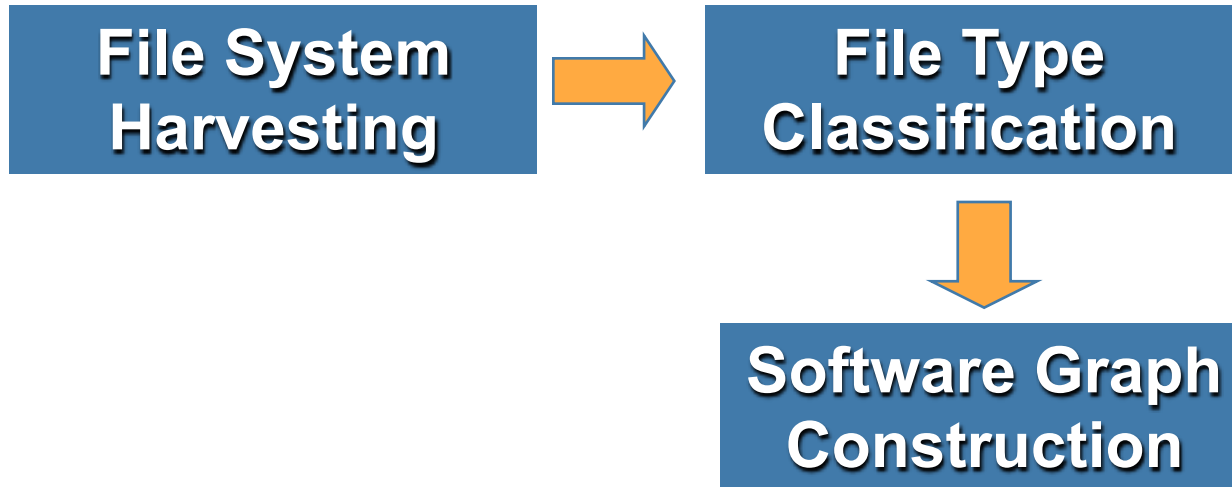 File System
Harvesting
File Type
Classification
Software Graph
Construction